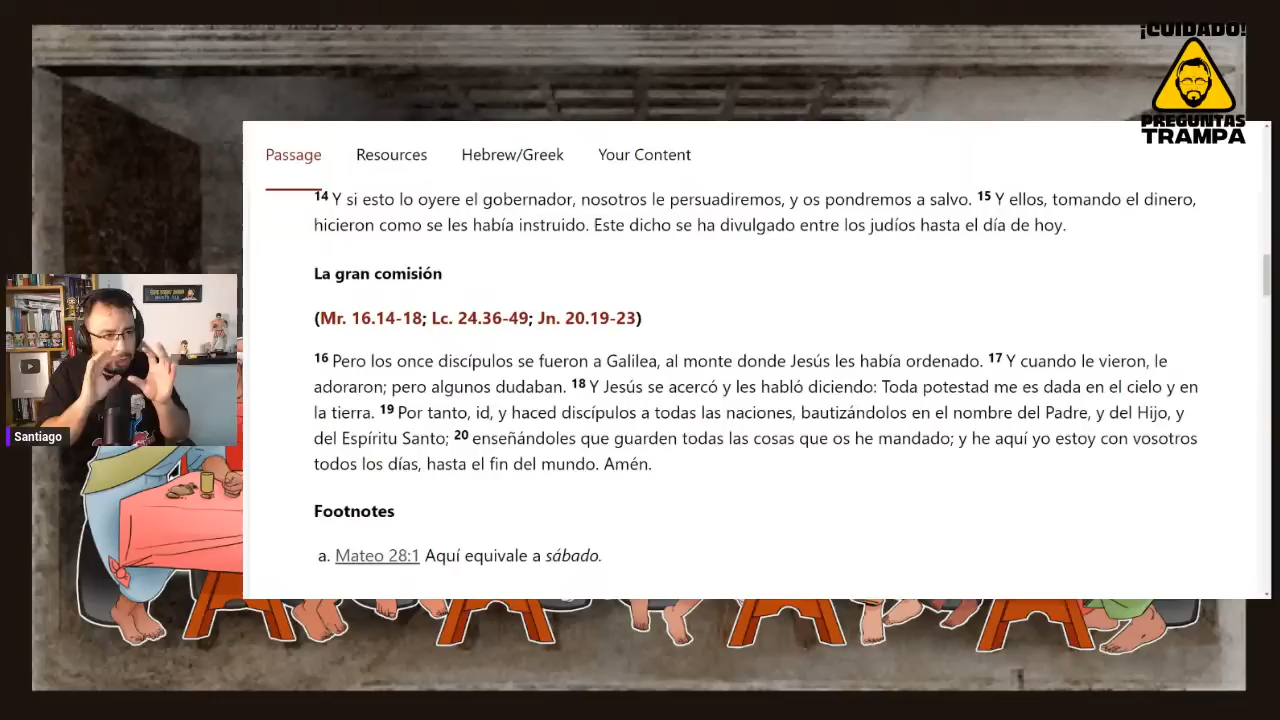 ¡CUIDADO!
PREGUNTAS
TRAMPA
Passage Resources Hebrew/Greek Your Content
14 Y si esto lo oyere el gobernador, nosotros le persuadiremos, y os pondremos a salvo. 15 Y ellos, tomando el dinero,
hicieron como se les había instruido. Este dicho se ha divulgado entre los judíos hasta el día de hoy.
La gran comisión
(Mr. 16.14-18; Lc. 24.36-49; Jn. 20.19-23)
16 Pero los once discípulos se fueron a Galilea, al monte donde Jesús les había ordenado. 17 Y cuando le vieron, le
adoraron; pero algunos dudaban. 18 Y Jesús se acercó y les habló diciendo: Toda potestad me es dada en el cielo y en
la tierra. 19 Por tanto, id, y haced discípulos a todas las naciones, bautizándolos en el nombre del Padre, y del Hijo, y
del Espíritu Santo; 20 enseñándoles que guarden todas las cosas que os he mandado; y he aquí yo estoy con vosotros
todos los días, hasta el fin del mundo. Amén.
Footnotes
a. Mateo 28:1 Aquí equivale a sábado.
Santiago